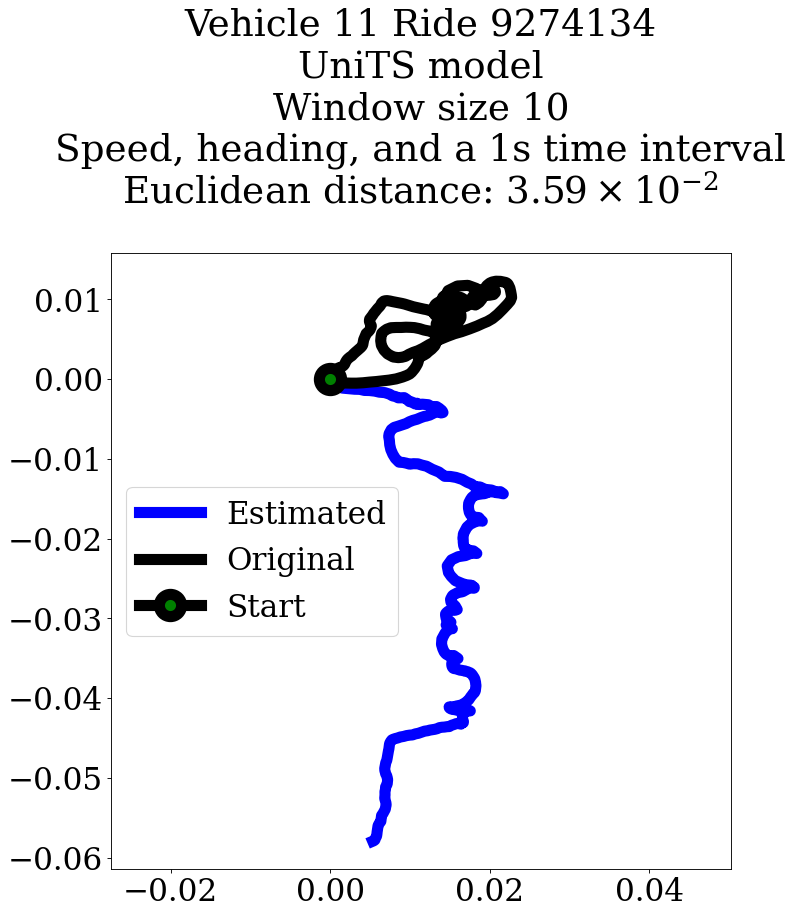 Vehicle 11 Ride 9274134
UniTS model
Window size 10
Speed, heading, and a 1s time interval
Euclidean distance: 3.59 × 10⁻²
0.01
0.00
−0.01
−0.02
−0.03
−0.04
−0.05
−0.06
Estimated
Original
Start
−0.02 0.00 0.02 0.04